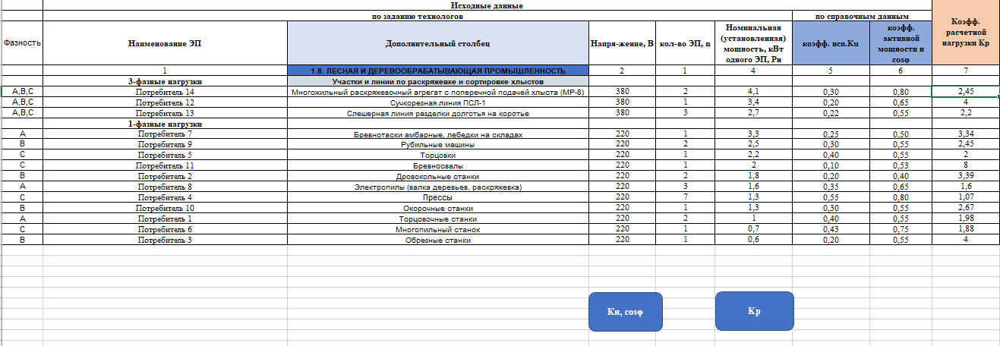 Исходные данные
по заданию технологов
по справочным данным
Фазность
Наименование ЭП
Дополнительный столбец
Напря-жение, В
кол-во ЭП, n
Номинальная
(установленная)
мощность, кВт
одного ЭП, Рн
коэфф. исп.Кu
коэфф.
активной
мощности и
cosφ
Коэфф.
расчетной
нагрузки Кр
1 1.8. ЛЕСНАЯ И ДЕРЕВООБРАБАТЫВАЮЩАЯ ПРОМЫШЛЕННОСТЬ 2 1 4 5 6 7
3-фазные нагрузки Участки и линии по раскряжевке и сортировке хлыстов
А,В,С Потребитель 14 Многожильный раскряжевочный агрегат с поперечной подачей хлыста (МР-8) 380 2 4,1 0,30 0,80 2,45
А,В,С Потребитель 12 Сучкорезная линия ПСЛ-1 380 1 3,4 0,20 0,65 4
А,В,С Потребитель 13 Слешерная линия разделки долготья на коротье 380 3 2,7 0,22 0,55 2,2
1-фазные нагрузки
А Потребитель 7 Бревнотаски амбарные, лебедки на складах 220 1 3,3 0,25 0,50 3,34
В Потребитель 9 Рубильные машины 220 2 2,5 0,30 0,55 2,45
С Потребитель 5 Торцовки 220 1 2,2 0,40 0,55 2
С Потребитель 11 Бревносвалы 220 1 2 0,10 0,53 8
В Потребитель 2 Дровокольные станки 220 2 1,8 0,20 0,40 3,39
А Потребитель 8 Электропилы (валка деревьев, раскряжевка) 220 3 1,6 0,35 0,65 1,6
С Потребитель 4 Прессы 220 7 1,3 0,55 0,80 1,07
В Потребитель 10 Окорочные станки 220 1 1,3 0,30 0,55 2,67
А Потребитель 1 Торцовочные станки 220 2 1 0,40 0,55 1,98
С Потребитель 6 Многопильный станок 220 1 0,7 0,43 0,75 1,88
В Потребитель 3 Обрезные станки 220 1 0,6 0,20 0,55 4
Ки, cosφ
Кр